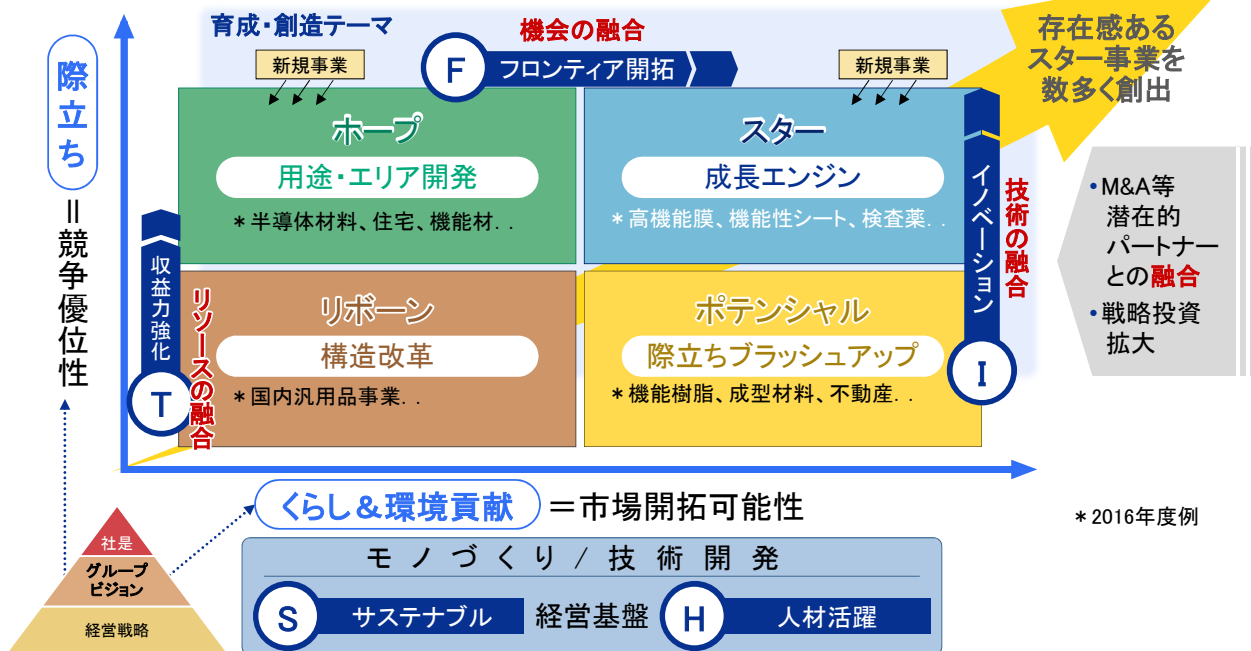 育成・創造テーマ
機会の融合
存在感ある
スター事業を
数多く創出
新規事業
F
フロンティア開拓
新規事業
際立ち
=競争優位性
ホープ
用途・エリア開発
*半導体材料、住宅、機能材..
スター
成長エンジン
*高機能膜、機能性シート、検査薬..
イノベーション
I
技術の融合
・M&A等
潜在的
パートナー
との融合
・戦略投資
拡大
収益力強化
T
リソースの融合
リボーン
構造改革
*国内汎用品事業..
ポテンシャル
際立ちブラッシュアップ
*機能樹脂、成型材料、不動産..
くらし&環境貢献 =市場開拓可能性
*2016年度例
社是
グループ
ビジョン
経営戦略
モノづくり/技術開発
S サステナブル 経営基盤 H 人材活躍